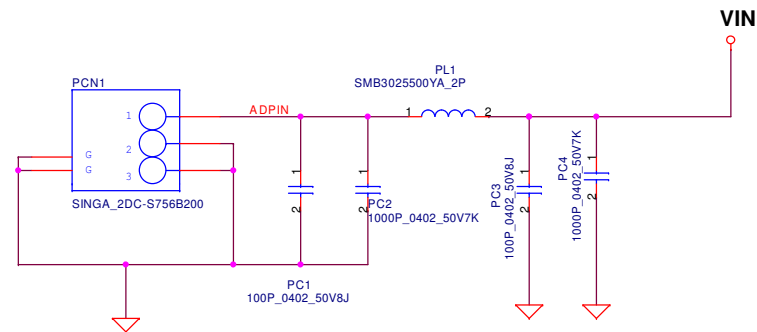 VIN
PL1
SMB3025500YA_2P
PCN1
1
2
3
G
G
SINGA_2DC-S756B200
ADPIN
1
2
1
2
1
2
PC2
1000P_0402_50V7K
PC1
100P_0402_50V8J
PC3
100P_0402_50V8J
1
2
PC4
1000P_0402_50V7K
1
2